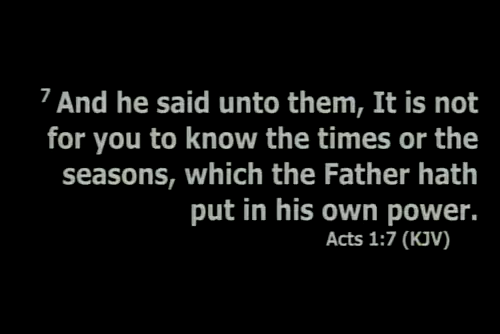 7 And he said unto them, It is not
for you to know the times or the
seasons, which the Father hath
put in his own power.
Acts 1:7 (KJV)